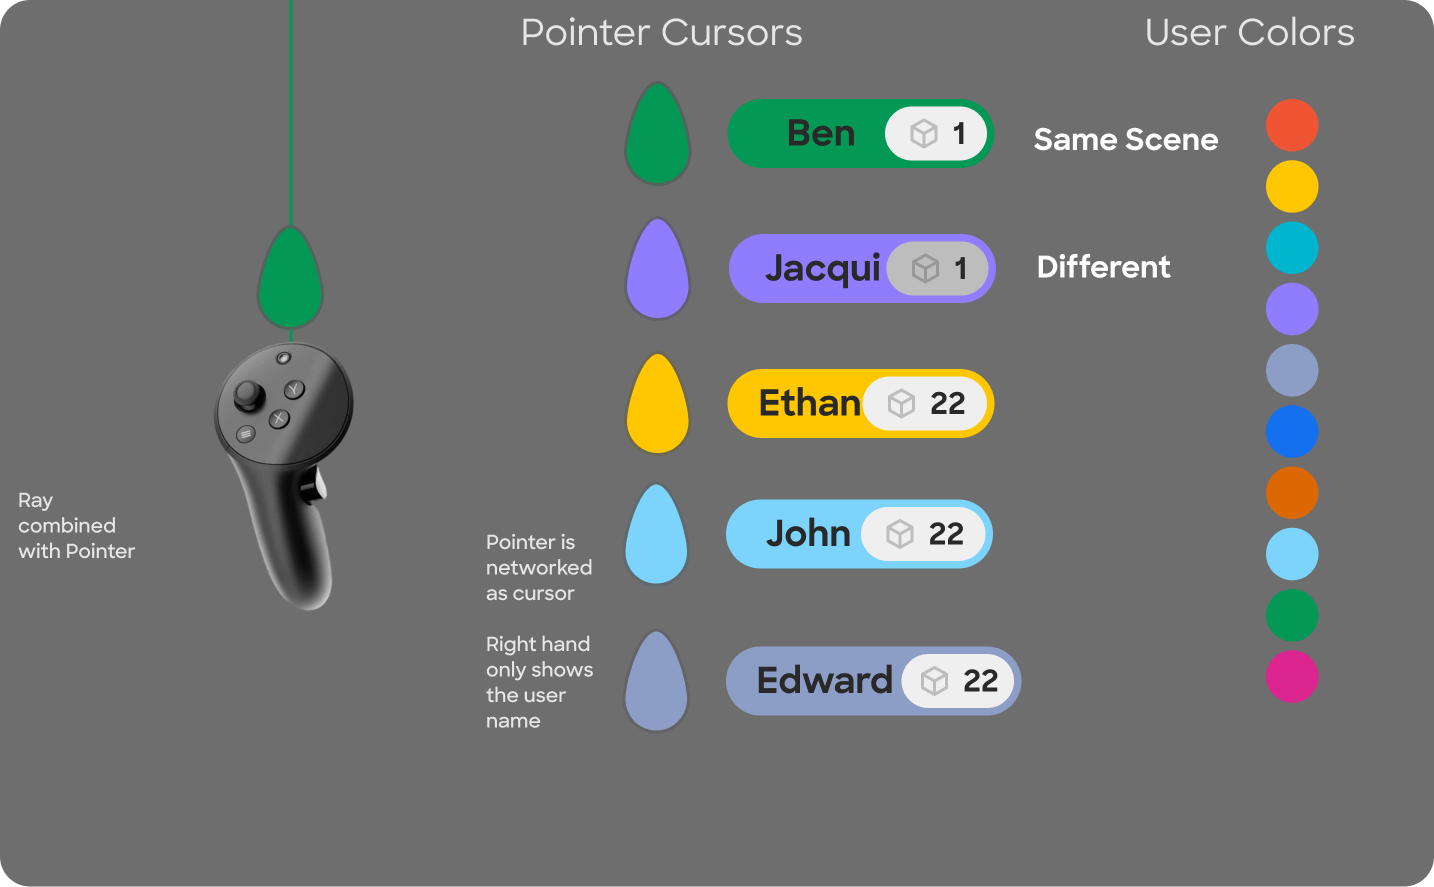 Pointer Cursors
User Colors
Ben 1
Same Scene
Jacqui 1
Different
Ethan 22
Y
X
Ray
combined
with Pointer
John 22
Pointer is
networked
as cursor
Right hand
only shows
the user
name
Edward 22